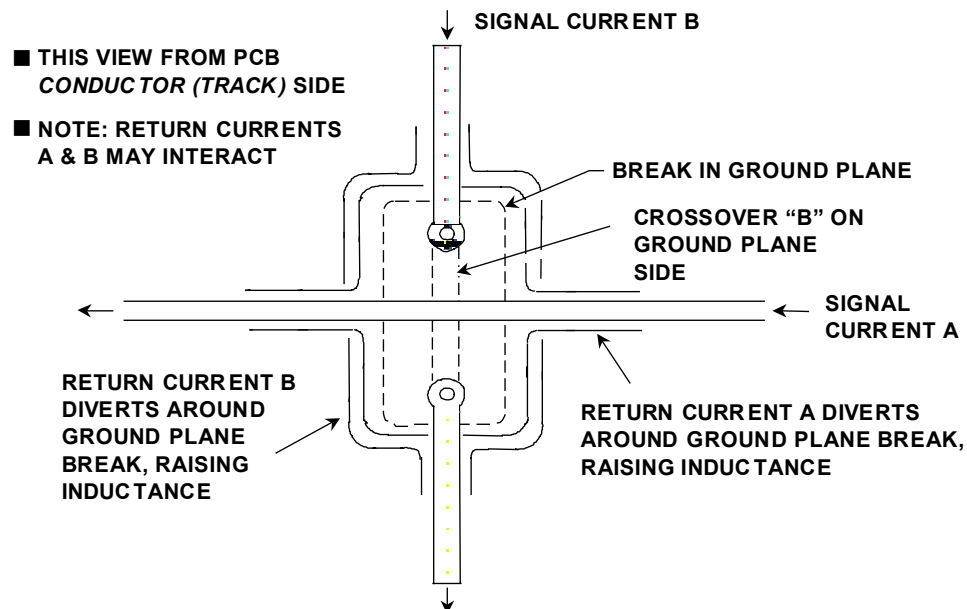 SIGNAL CURRENT B
■ THIS VIEW FROM PCB
CONDUCTOR (TRACK) SIDE
■ NOTE: RETURN CURRENTS
A & B MAY INTERACT
BREAK IN GROUND PLANE
CROSSOVER “B” ON
GROUND PLANE
SIDE
SIGNAL
CURRENT A
RETURN CURRENT B
DIVERTS AROUND
GROUND PLANE
BREAK, RAISING
INDUCTANCE
RETURN CURRENT A DIVERTS
AROUND GROUND PLANE BREAK,
RAISING INDUCTANCE